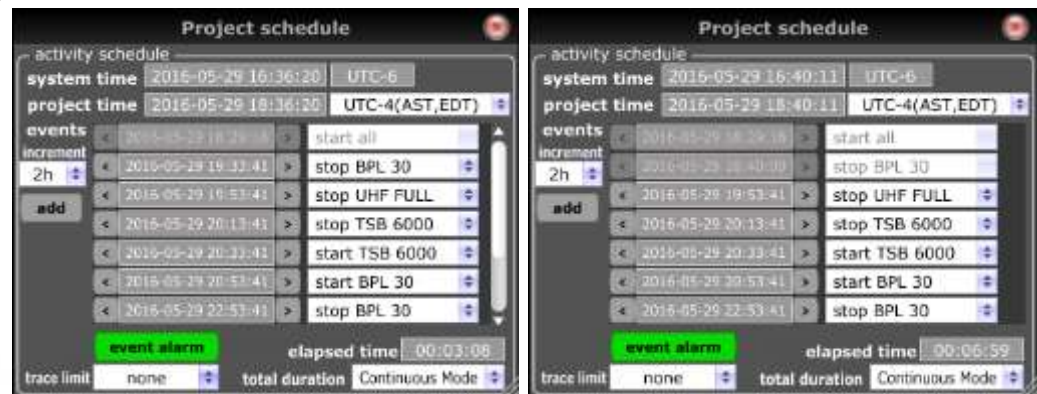 Project schedule
activity schedule
system time 2016-05-29 16:36:20 UTC-6
project time 2016-05-29 18:36:20 UTC-4(AST,EDT)
events
increment
2h
add
< > start all
< 2016-05-29 19:33:41 > stop BPL 30
< 2016-05-29 19:53:41 > stop UHF FULL
< 2016-05-29 20:13:41 > stop TSB 6000
< 2016-05-29 20:33:41 > start TSB 6000
< 2016-05-29 20:53:41 > start BPL 30
< 2016-05-29 22:53:41 > stop BPL 30
event alarm
elapsed time 00:03:08
trace limit none total duration Continuous Mode
Project schedule
activity schedule
system time 2016-05-29 16:40:11 UTC-6
project time 2016-05-29 18:40:11 UTC-4(AST,EDT)
events
increment
2h
add
< > start all
< > stop BPL 30
< 2016-05-29 19:53:41 > stop UHF FULL
< 2016-05-29 20:13:41 > stop TSB 6000
< 2016-05-29 20:33:41 > start TSB 6000
< 2016-05-29 20:53:41 > start BPL 30
< 2016-05-29 22:53:41 > stop BPL 30
event alarm
elapsed time 00:06:59
trace limit none total duration Continuous Mode